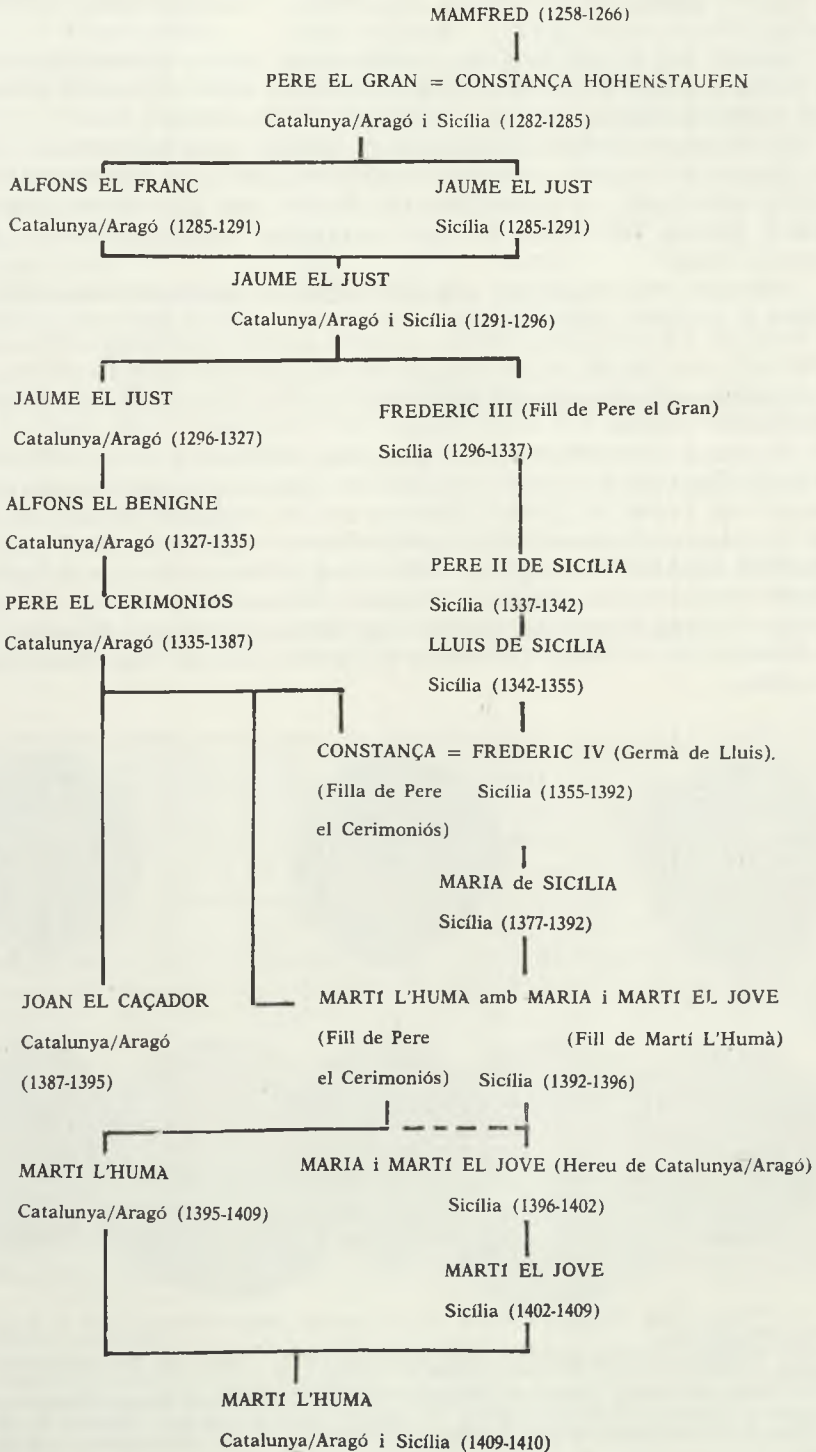 MAMFRED (1258-1266)
PERE EL GRAN = CONSTANÇA HOHENSTAUFEN
Catalunya/Aragó i Sicília (1282-1285)
ALFONS EL FRANC JAUME EL JUST
Catalunya/Aragó (1285-1291) Sicília (1285-1291)
JAUME EL JUST
Catalunya/Aragó i Sicília (1291-1296)
JAUME EL JUST
Catalunya/Aragó (1296-1327)
FREDERIC III (Fill de Pere el Gran)
Sicília (1296-1337)
ALFONS EL BENIGNE
Catalunya/Aragó (1327-1335)
PERE EL CERIMONIÓS
Catalunya/Aragó (1335-1387)
PERE II DE SICÍLIA
Sicília (1337-1342)
LLUIS DE SICÍLIA
Sicília (1342-1355)
CONSTANÇA = FREDERIC IV (Germà de Lluis).
(Filla de Pere Sicília (1355-1392)
el Cerimoniós)
MARIA de SICÍLIA
Sicília (1377-1392)
JOAN EL CAÇADOR
Catalunya/Aragó
(1387-1395)
MARTÍ L'HUMA amb MARIA i MARTÍ EL JOVE
(Fill de Pere (Fill de Martí L'Humà)
el Cerimoniós) Sicília (1392-1396)
MARTÍ L'HUMA
Catalunya/Aragó (1395-1409)
MARIA i MARTÍ EL JOVE (Hereu de Catalunya/Aragó)
Sicília (1396-1402)
MARTÍ EL JOVE
Sicília (1402-1409)
MARTÍ L'HUMA
Catalunya/Aragó i Sicília (1409-1410)